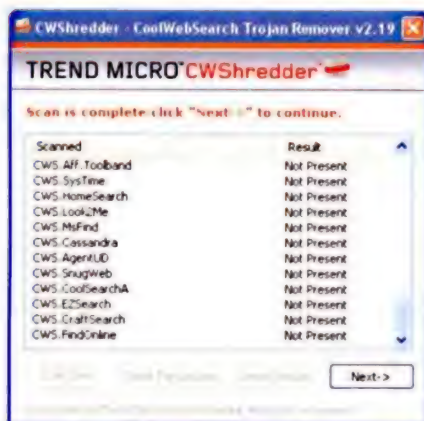 CWShredder - CoolWebSearch Trojan Remover v2.19
TREND MICRO™ CWShredder™
Scan is complete click "Next->" to continue.
Scanned Result
CWS.Aff.Toolband Not Present
CWS.SysTime Not Present
CWS.HomeSearch Not Present
CWS.Look2Me Not Present
CWS.MsFind Not Present
CWS.Cassandra Not Present
CWS.AgentUD Not Present
CWS.SnugWeb Not Present
CWS.CoolSearchA Not Present
CWS.EZSearch Not Present
CWS.CraftSearch Not Present
CWS.FindOnline Not Present
Next->